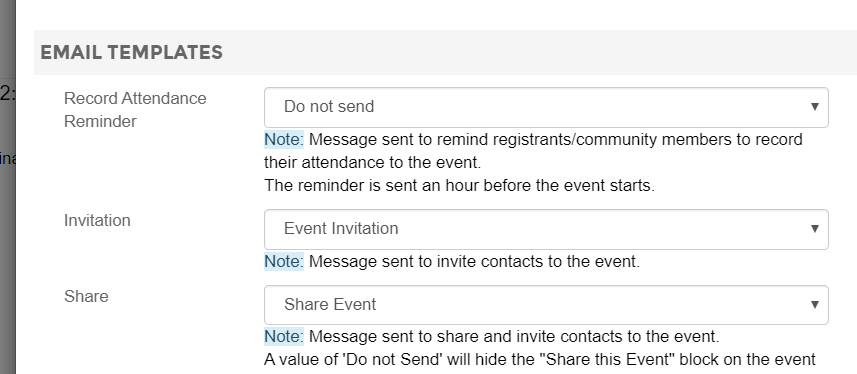 EMAIL TEMPLATES
2:
Record Attendance
Reminder
Do not send
Note: Message sent to remind registrants/community members to record
their attendance to the event.
The reminder is sent an hour before the event starts.
ina
Invitation
Event Invitation
Note: Message sent to invite contacts to the event.
Share
Share Event
Note: Message sent to share and invite contacts to the event.
A value of 'Do not Send' will hide the "Share this Event" block on the event